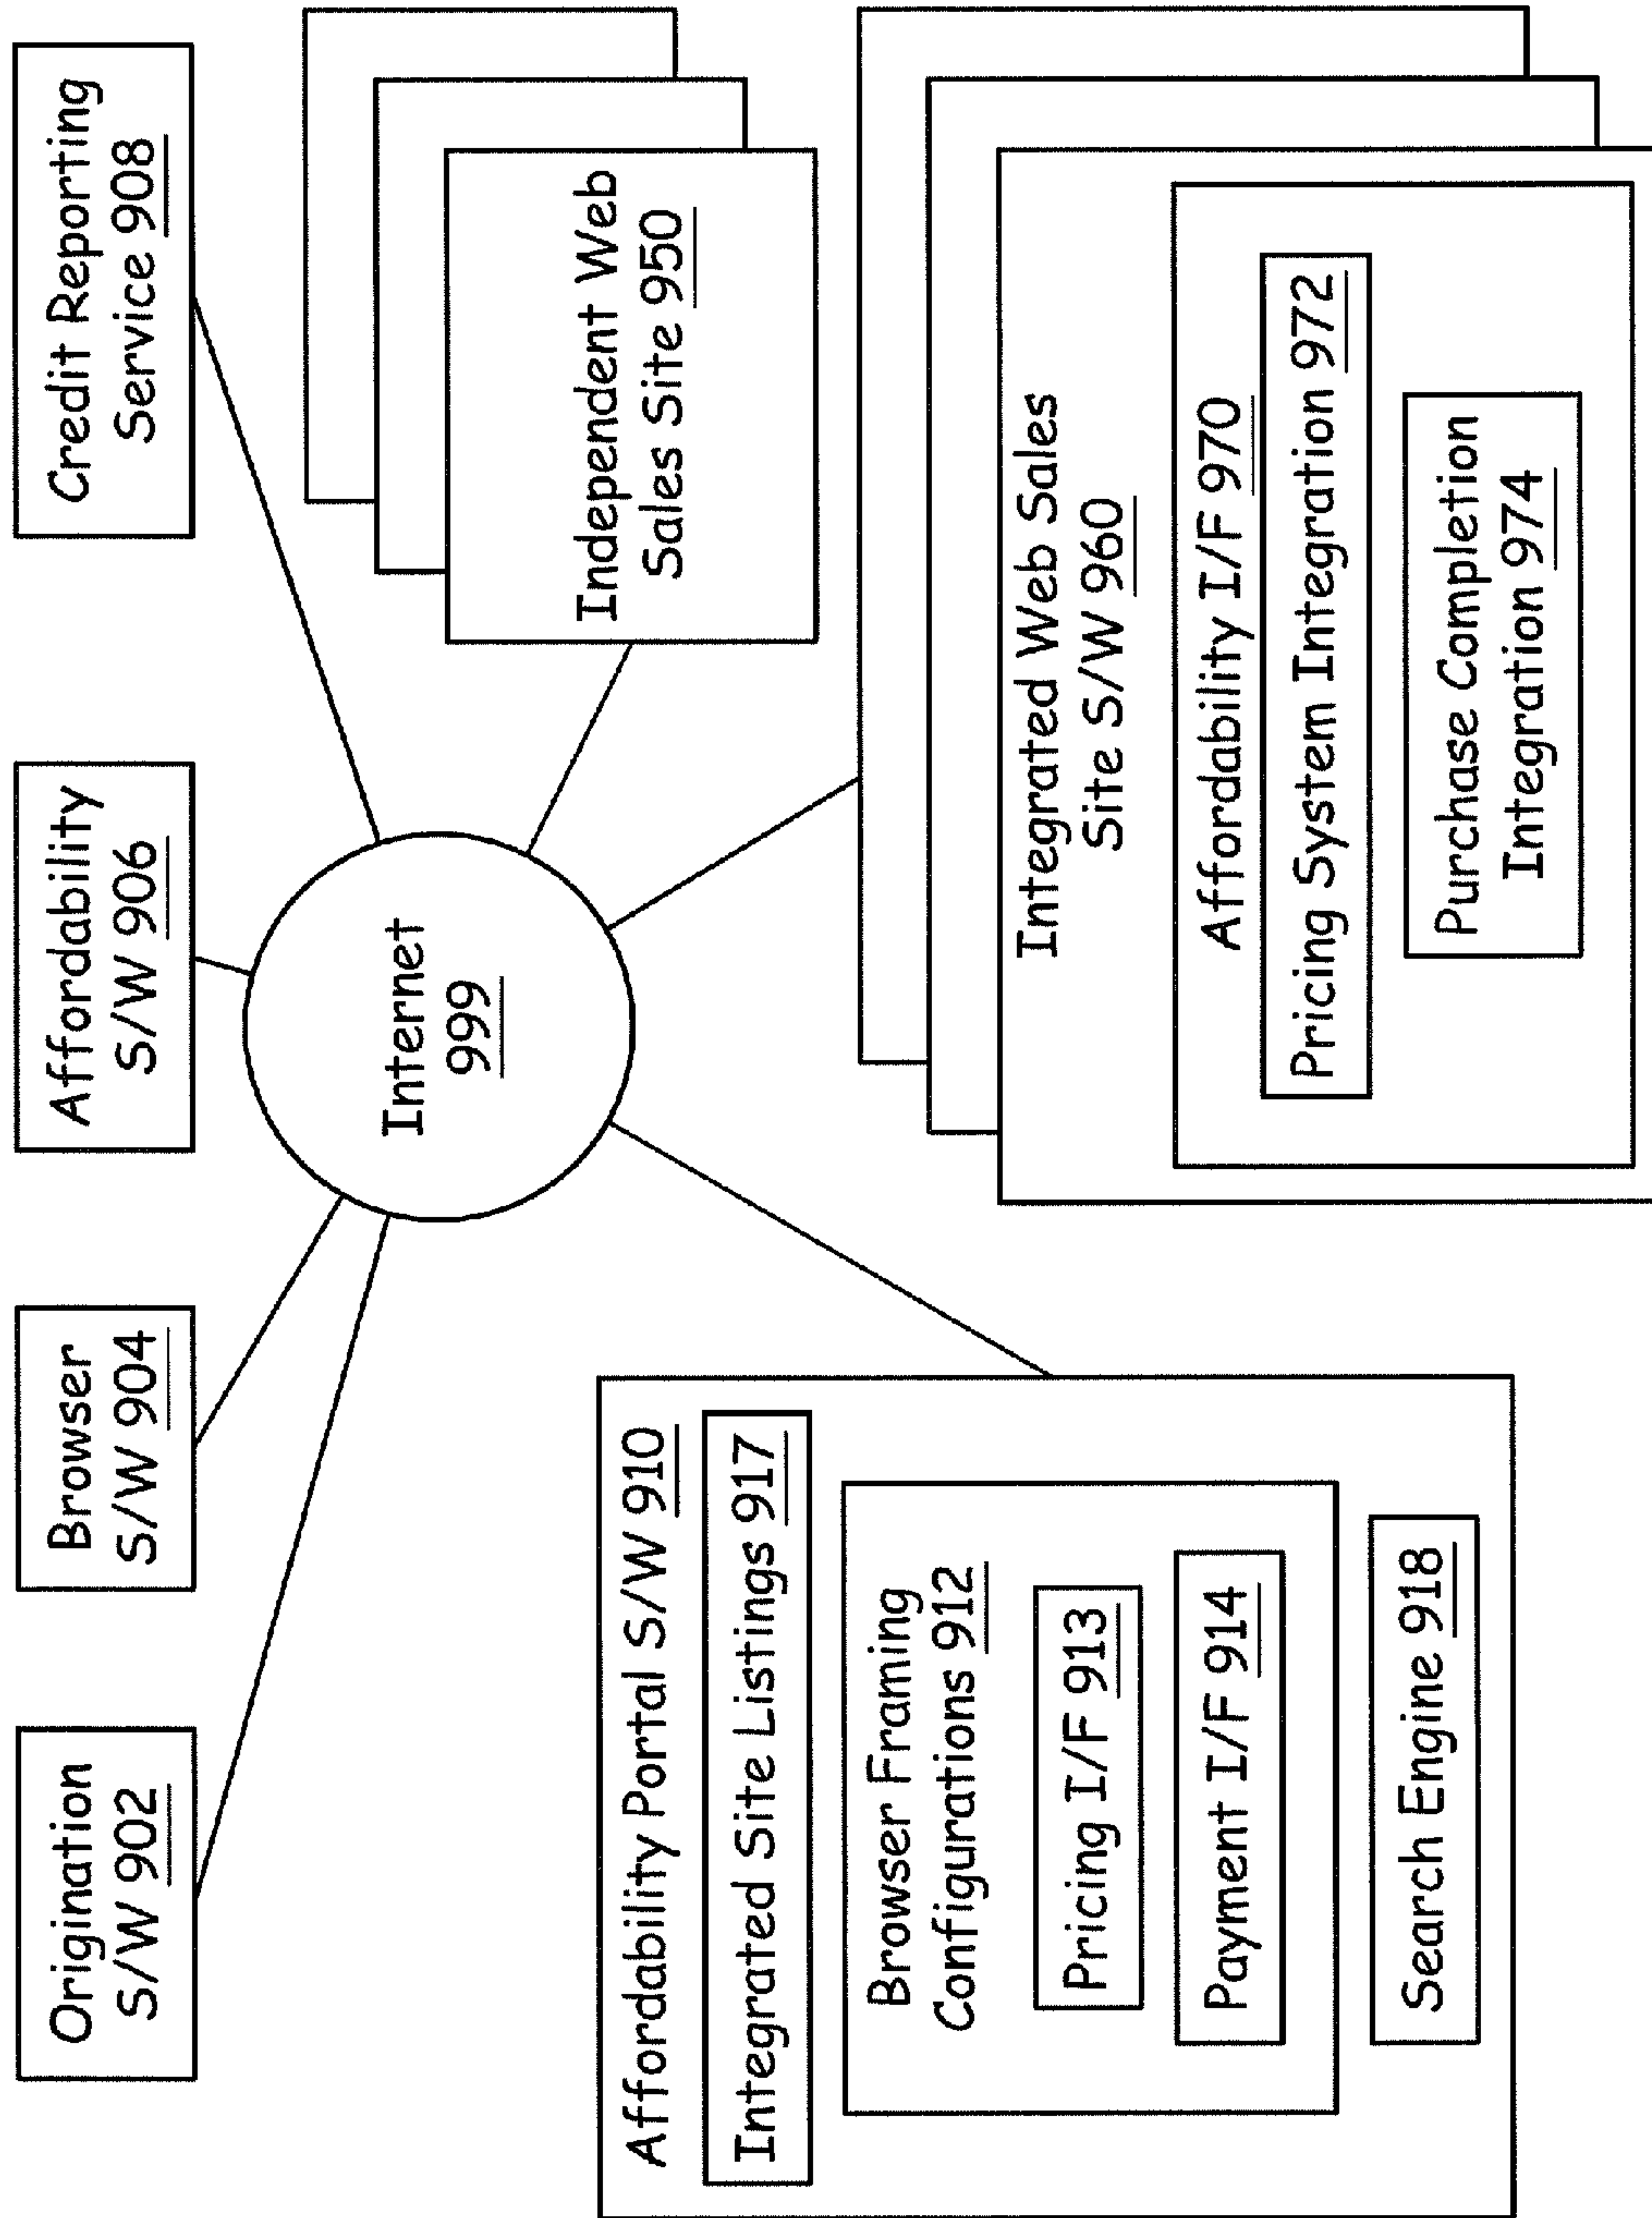 Origination
S/W 902
Browser
S/W 904
Affordability
S/W 906
Credit Reporting
Service 908
Internet
999
Independent Web
Sales Site 950
Affordability Portal S/W 910
Integrated Site Listings 917
Browser Framing
Configurations 912
Pricing I/F 913
Payment I/F 914
Search Engine 918
Integrated Web Sales
Site S/W 960
Affordability I/F 970
Pricing System Integration 972
Purchase Completion
Integration 974